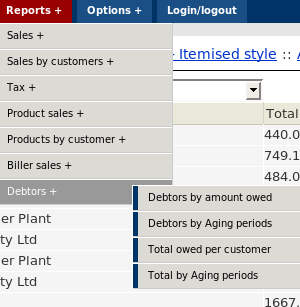 Reports + Options + Login/logout
Sales +
Sales by customers +
- Itemised style ::
Tax +
Product sales +
Total
Products by customer +
440.0
749.1
Biller sales +
484.0
Debtors +
Debtors by amount owed
er Plant
Debtors by Aging periods
ty Ltd
Total owed per customer
er Plant
Total by Aging periods
ty Ltd
1667.